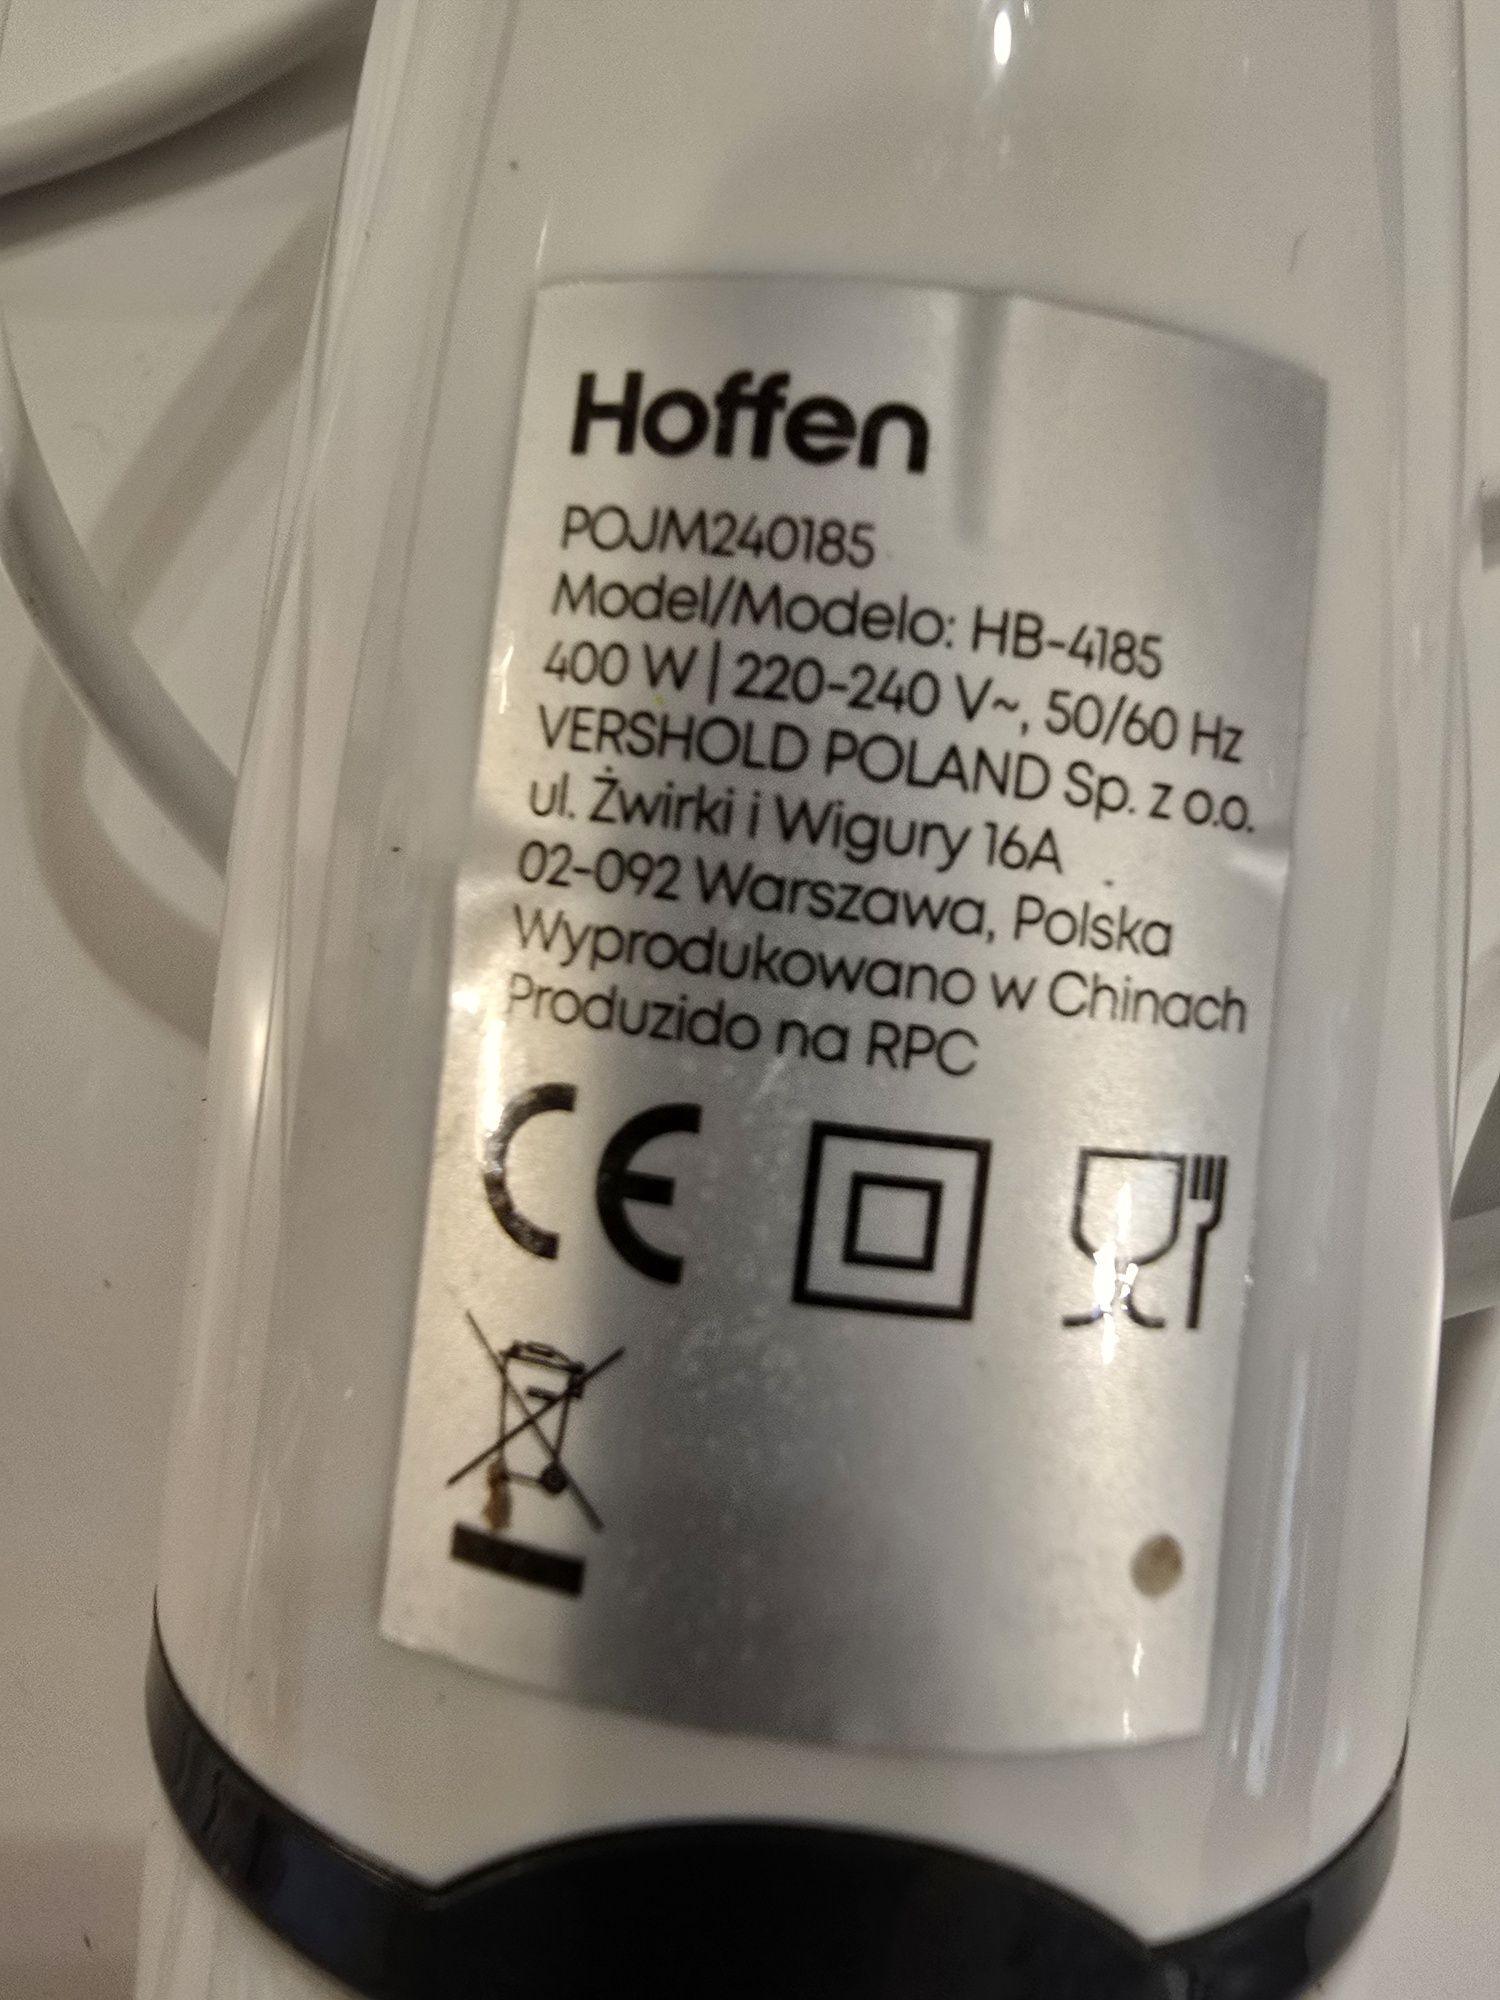 Hoffen
POJM240185
Model/Modelo: HB-4185
400 W | 220-240 V~, 50/60 Hz
VERSHOLD POLAND Sp. z o.o.
ul. Żwirki i Wigury 16A
02-092 Warszawa, Polska
Wyprodukowano w Chinach
Produzido na RPC
CE